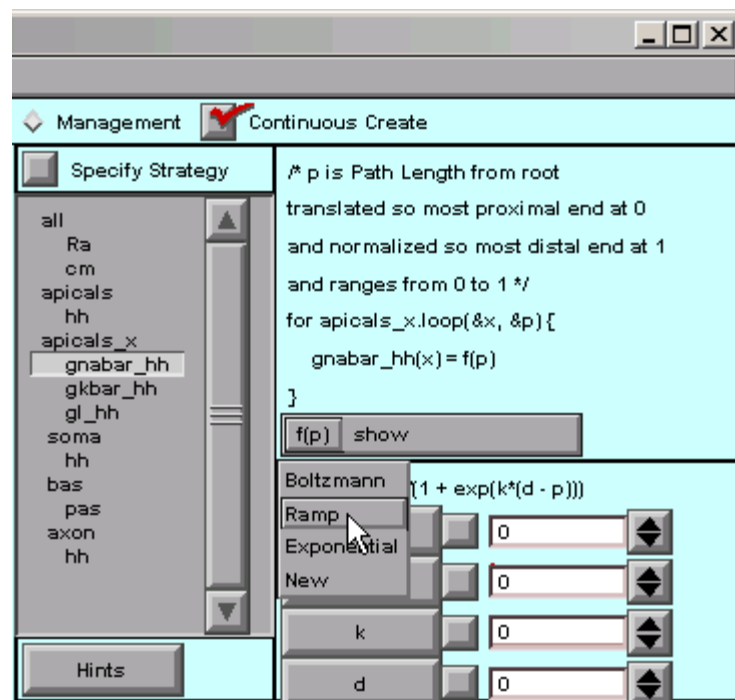 Management
Continuous Create
Specify Strategy
all
Ra
cm
apicals
hh
apicals_x
gnabar_hh
gkbar_hh
gl_hh
soma
hh
bas
pas
axon
hh
Hints
/* p is Path Length from root
translated so most proximal end at 0
and normalized so most distal end at 1
and ranges from 0 to 1 */
for apicals_x.loop(&x, &p) {
gnabar_hh(x) = f(p)
}
f(p) show
Boltzmann
Ramp
Exponential
New
(1 + exp(k*(d - p)))
0
0
k 0
d 0